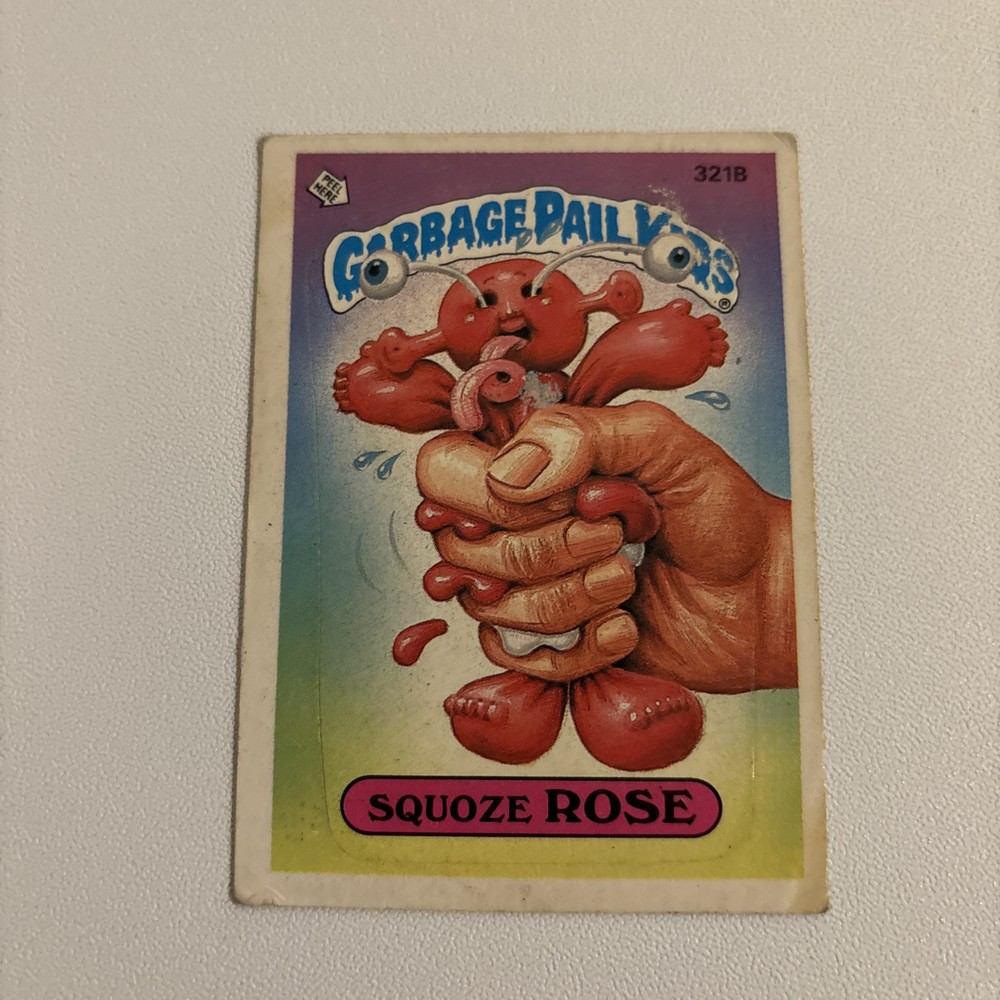 PEEL
HERE
321B
GARBAGE PAIL KIDS
®
SQUOZE ROSE